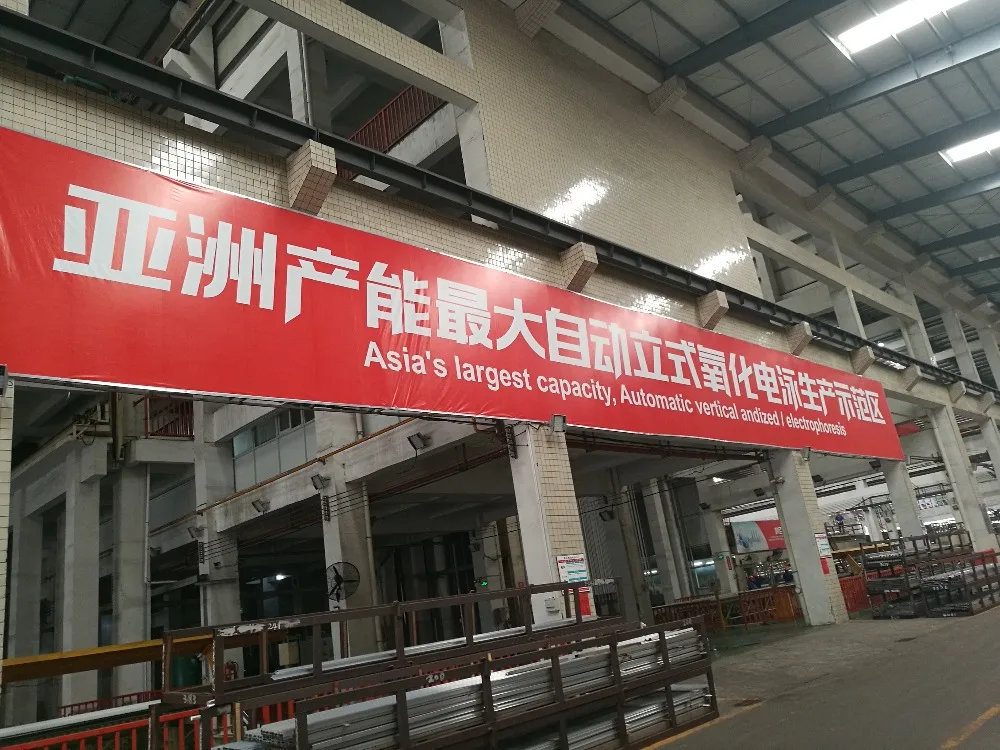 亚洲产能最大自动立式氧化电泳生产示范区
Asia's largest capacity, Automatic vertical andized / electrophoresis
200